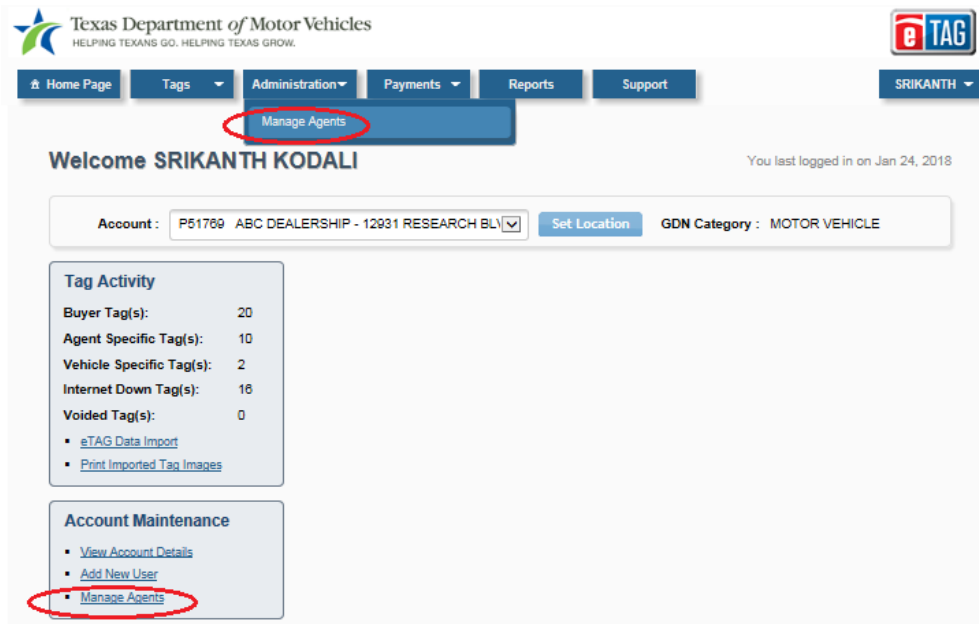 Texas Department of Motor Vehicles
HELPING TEXANS GO. HELPING TEXAS GROW.
eTAG
Home Page Tags Administration Payments Reports Support SRIKANTH
Manage Agents
Welcome SRIKANTH KODALI
You last logged in on Jan 24, 2018
Account : P51769 ABC DEALERSHIP - 12931 RESEARCH BLV Set Location GDN Category : MOTOR VEHICLE
Tag Activity
Buyer Tag(s): 20
Agent Specific Tag(s): 10
Vehicle Specific Tag(s): 2
Internet Down Tag(s): 16
Voided Tag(s): 0
eTAG Data Import
Print Imported Tag Images
Account Maintenance
View Account Details
Add New User
Manage Agents